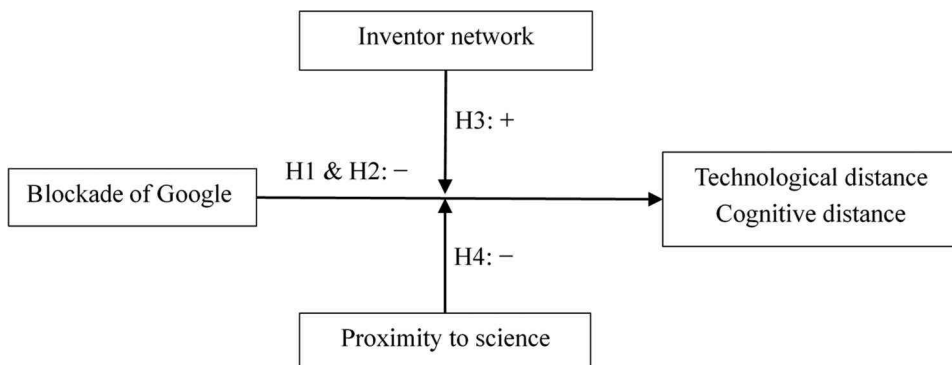 Inventor network
H3: +
H1 & H2: −
Blockade of Google
Technological distance
Cognitive distance
H4: −
Proximity to science